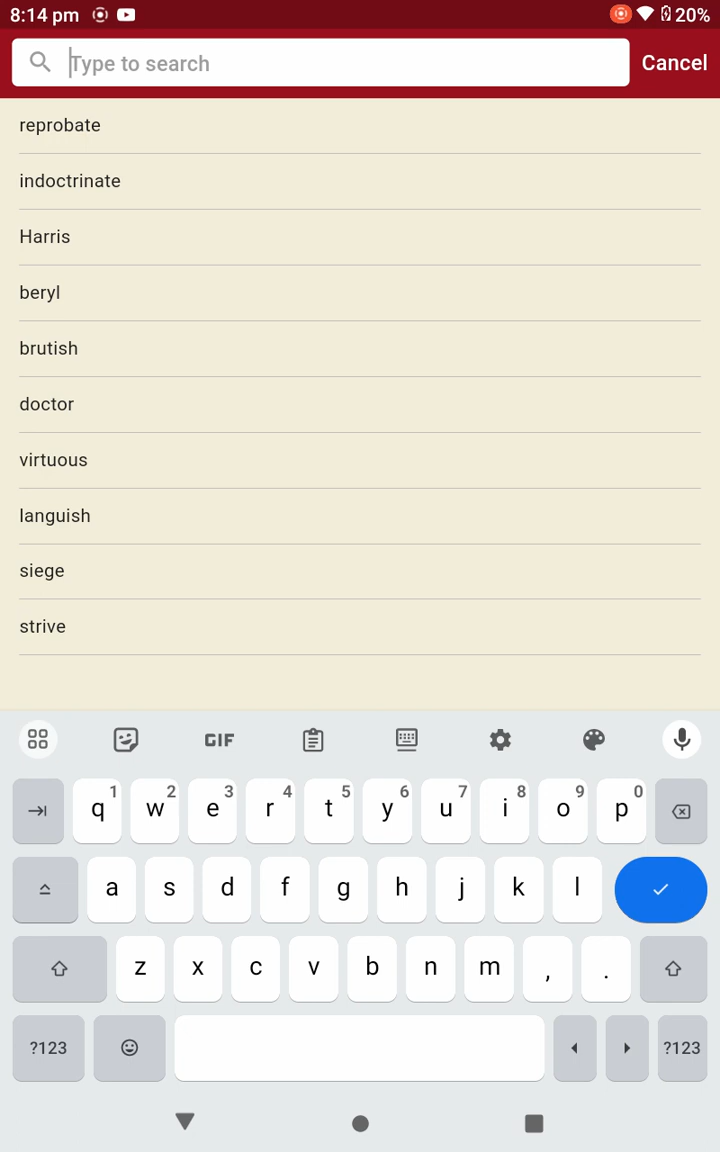 8:14 pm 20%
Type to search Cancel
reprobate
indoctrinate
Harris
beryl
brutish
doctor
virtuous
languish
siege
strive
GIF
1 2 3 4 5 6 7 8 9 0
q w e r t y u i o p
a s d f g h j k l
z x c v b n m , .
?123 ?123